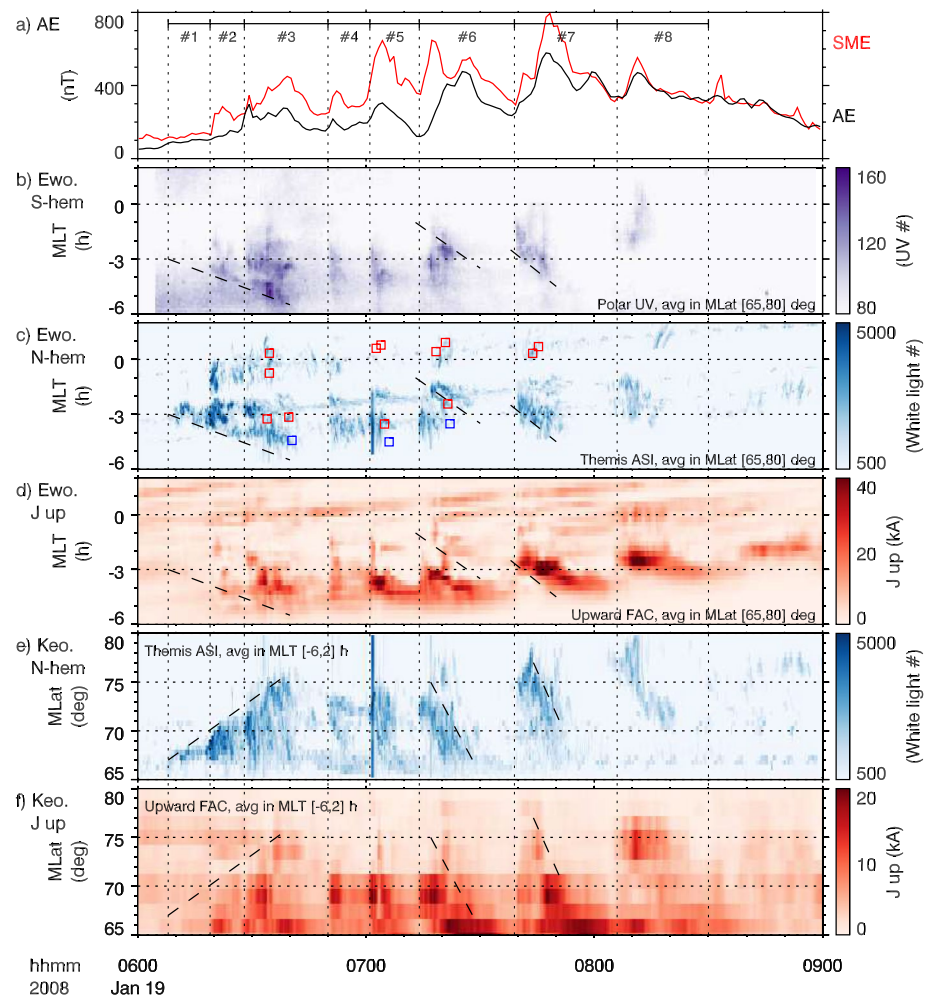 a) AE
800
400
0
(nT)
#1 #2 #3 #4 #5 #6 #7 #8
SME
AE
b) Ewo.
S-hem
MLT
(h)
0
-3
-6
Polar UV, avg in MLat [65,80] deg
160
120
80
(UV #)
c) Ewo.
N-hem
MLT
(h)
0
-3
-6
Themis ASI, avg in MLat [65,80] deg
5000
500
(White light #)
d) Ewo.
J up
MLT
(h)
0
-3
-6
Upward FAC, avg in MLat [65,80] deg
40
20
0
J up (kA)
e) Keo.
N-hem
MLat
(deg)
80
75
70
65
Themis ASI, avg in MLT [-6,2] h
5000
500
(White light #)
f) Keo.
J up
MLat
(deg)
80
75
70
65
Upward FAC, avg in MLT [-6,2] h
20
10
0
J up (kA)
hhmm 0600 0700 0800 0900
2008 Jan 19